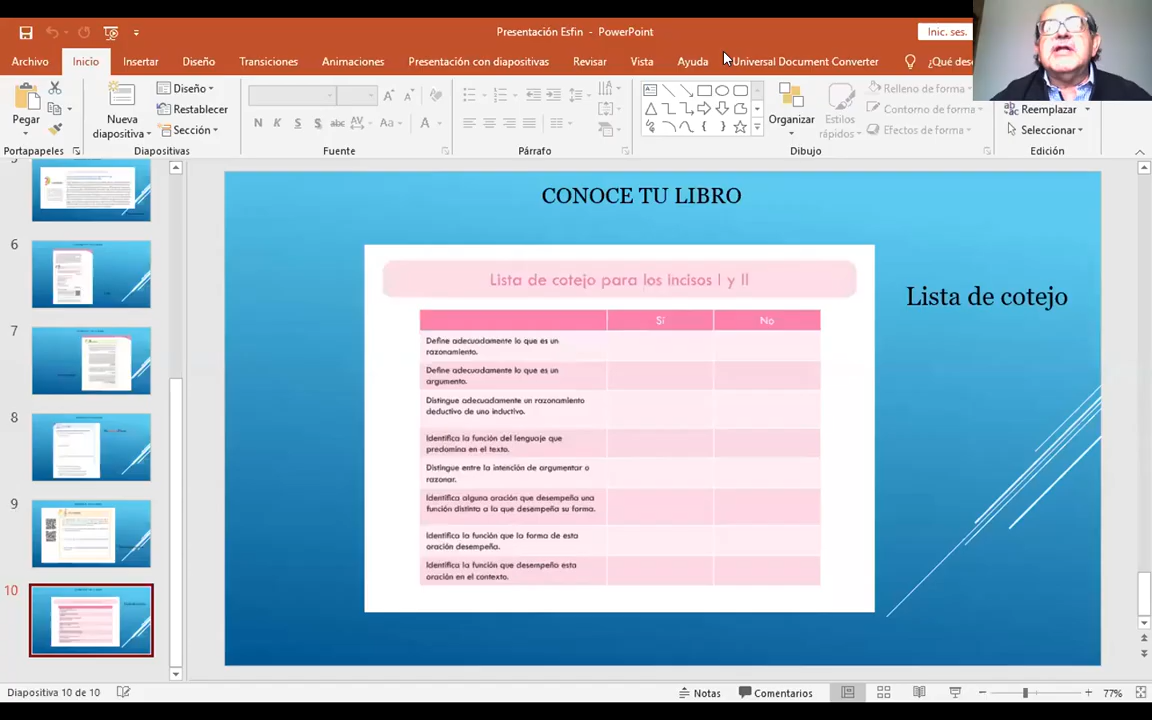 Presentación Esfin - PowerPoint
Inic. ses.
Archivo
Inicio
Insertar
Diseño
Transiciones
Animaciones
Presentación con diapositivas
Revisar
Vista
Ayuda
Universal Document Converter
¿Qué dese
Pegar
Nueva
diapositiva
Diseño
Restablecer
Sección
N
K
S
S
abc
AV
Aa
A
Organizar
Estilos
rápidos
Relleno de forma
Contorno de forma
Efectos de forma
Reemplazar
Seleccionar
Portapapeles
Diapositivas
Fuente
Párrafo
Dibujo
Edición
6
7
8
9
10
CONOCE TU LIBRO
Lista de cotejo para los incisos I y II
Lista de cotejo
Sí
No
Define adecuadamente lo que es un
razonamiento.
Define adecuadamente lo que es un
argumento.
Distingue adecuadamente un razonamiento
deductivo de uno inductivo.
Identifica la función del lenguaje que
predomina en el texto.
Distingue entre la intención de argumentar o
razonar.
Identifica alguna oración que desempeña una
función distinta a la que desempeña su forma.
Identifica la función que la forma de esta
oración desempeña.
Identifica la función que desempeña esta
oración en el contexto.
Diapositiva 10 de 10
Notas
Comentarios
77%